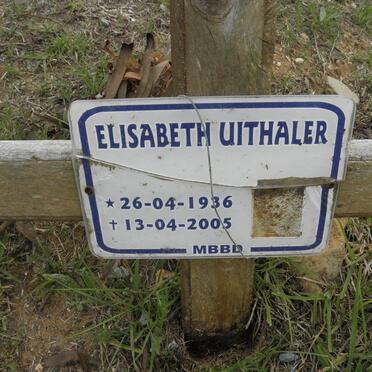 ELISABETH UITHALER
★ 26-04-1936
✝ 13-04-2005
MBBD